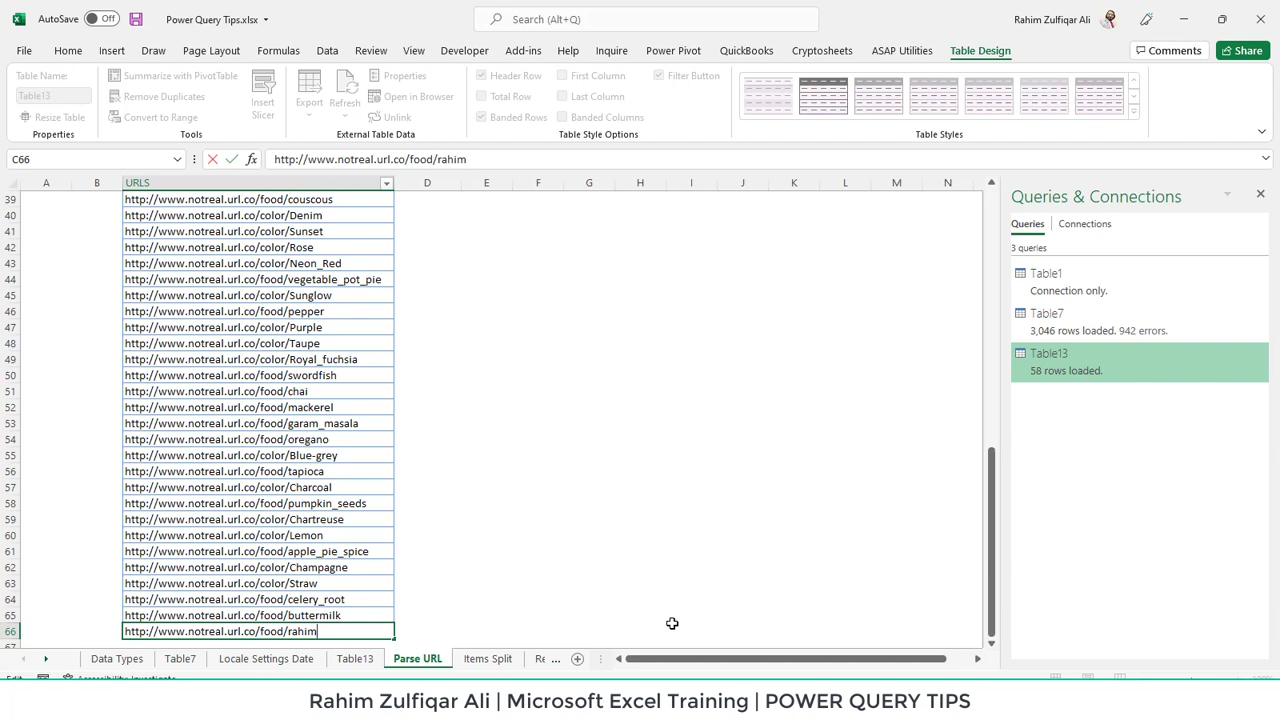 AutoSave Off Power Query Tips.xlsx Search (Alt+Q) Rahim Zulfiqar Ali
File Home Insert Draw Page Layout Formulas Data Review View Developer Add-ins Help Inquire Power Pivot QuickBooks Cryptosheets ASAP Utilities Table Design Comments Share
Table Name: Summarize with PivotTable Properties Header Row First Column Filter Button
Table13 Remove Duplicates Insert Slicer Export Refresh Open in Browser Total Row Last Column
Resize Table Convert to Range Unlink Banded Rows Banded Columns
Properties Tools External Table Data Table Style Options Table Styles
C66 fx http://www.notreal.url.co/food/rahim
A B URLS D E F G H I J K L M N
39 http://www.notreal.url.co/food/couscous
40 http://www.notreal.url.co/color/Denim
41 http://www.notreal.url.co/color/Sunset
42 http://www.notreal.url.co/color/Rose
43 http://www.notreal.url.co/color/Neon_Red
44 http://www.notreal.url.co/food/vegetable_pot_pie
45 http://www.notreal.url.co/color/Sunglow
46 http://www.notreal.url.co/food/pepper
47 http://www.notreal.url.co/color/Purple
48 http://www.notreal.url.co/color/Taupe
49 http://www.notreal.url.co/color/Royal_fuchsia
50 http://www.notreal.url.co/food/swordfish
51 http://www.notreal.url.co/food/chai
52 http://www.notreal.url.co/food/mackerel
53 http://www.notreal.url.co/food/garam_masala
54 http://www.notreal.url.co/food/oregano
55 http://www.notreal.url.co/color/Blue-grey
56 http://www.notreal.url.co/food/tapioca
57 http://www.notreal.url.co/color/Charcoal
58 http://www.notreal.url.co/food/pumpkin_seeds
59 http://www.notreal.url.co/color/Chartreuse
60 http://www.notreal.url.co/color/Lemon
61 http://www.notreal.url.co/food/apple_pie_spice
62 http://www.notreal.url.co/color/Champagne
63 http://www.notreal.url.co/color/Straw
64 http://www.notreal.url.co/food/celery_root
65 http://www.notreal.url.co/food/buttermilk
66 http://www.notreal.url.co/food/rahim
67
Queries & Connections
Queries Connections
3 queries
Table1
Connection only.
Table7
3,046 rows loaded. 942 errors.
Table13
58 rows loaded.
Data Types Table7 Locale Settings Date Table13 Parse URL Items Split Re ...
Edit Accessibility: Investigate
Rahim Zulfiqar Ali | Microsoft Excel Training | POWER QUERY TIPS